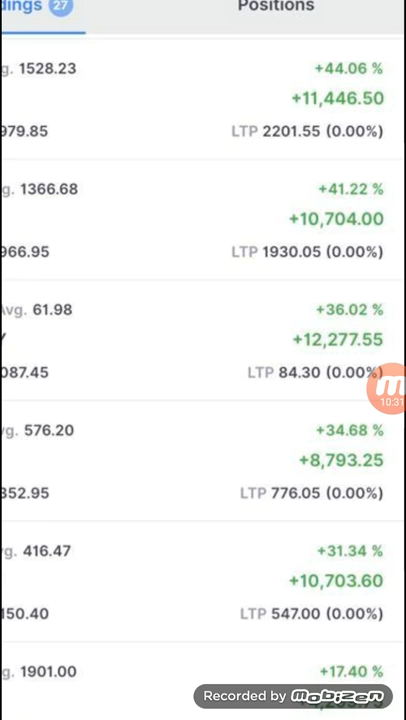 dings 27 Positions
g. 1528.23 +44.06 %
+11,446.50
979.85 LTP 2201.55 (0.00%)
g. 1366.68 +41.22 %
+10,704.00
966.95 LTP 1930.05 (0.00%)
Avg. 61.98 +36.02 %
+12,277.55
087.45 LTP 84.30 (0.00%)
10:31
vg. 576.20 +34.68 %
+8,793.25
352.95 LTP 776.05 (0.00%)
vg. 416.47 +31.34 %
+10,703.60
150.40 LTP 547.00 (0.00%)
g. 1901.00 +17.40 %
Recorded by Mobizen